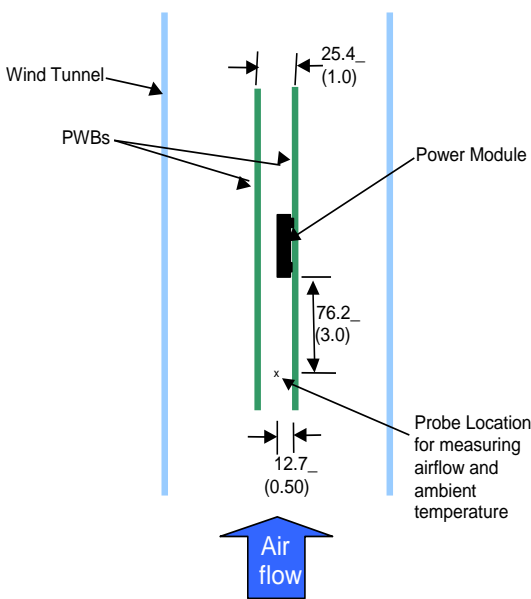 25.4_
(1.0)
Wind Tunnel
PWBs
Power Module
76.2_
(3.0)
x
Probe Location
for measuring
airflow and
ambient
temperature
12.7_
(0.50)
Air
flow